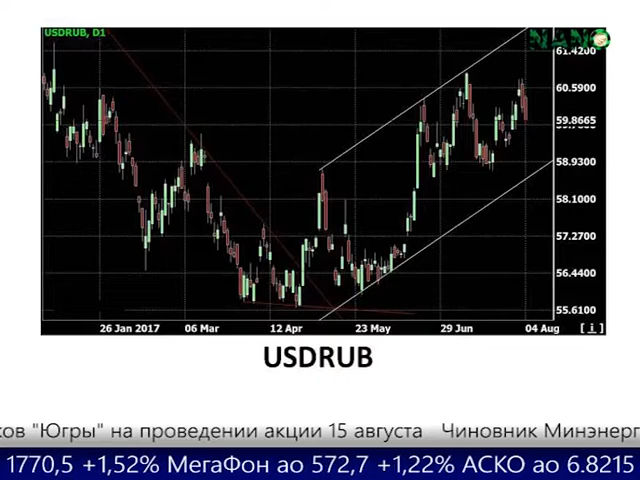 USDRUB, D1
NANO
61.4200
60.5900
59.8665
58.9300
58.1000
57.2700
56.4400
55.6100
26 Jan 2017 06 Mar 12 Apr 23 May 29 Jun 04 Aug [ i ]
USDRUB
ков "Югры" на проведении акции 15 августа Чиновник Минэнерг
1770,5 +1,52% МегаФон ао 572,7 +1,22% АСКО ао 6.8215